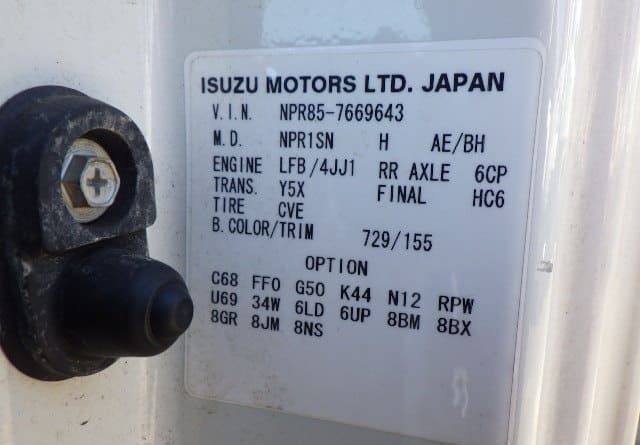 ISUZU MOTORS LTD. JAPAN
V.I.N. NPR85-7669643
M.D. NPR1SN H AE/BH
ENGINE LFB/4JJ1 RR AXLE 6CP
TRANS. Y5X FINAL HC6
TIRE CVE
B.COLOR/TRIM 729/155
OPTION
C68 FF0 G50 K44 N12 RPW
U69 34W 6LD 6UP 8BM 8BX
8GR 8JM 8NS